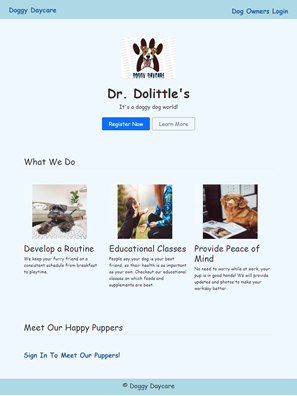 Doggy Daycare
Dog Owners Login
DOGGY DAYCARE
Dr. Dolittle's
It's a doggy dog world!
Register Now
Learn More
What We Do
Develop a Routine
We keep your furry friend on a
consistent schedule from breakfast
to playtime.
Educational Classes
People say your dog is your best
friend, so their health is as important
as your own. Checkout our educational
classes on which foods and
supplements are best.
Provide Peace of
Mind
No need to worry while at work, your
pup is in good hands! We will provide
updates and photos to make your
workday better.
Meet Our Happy Puppers
Sign In To Meet Our Puppers!
© Doggy Daycare